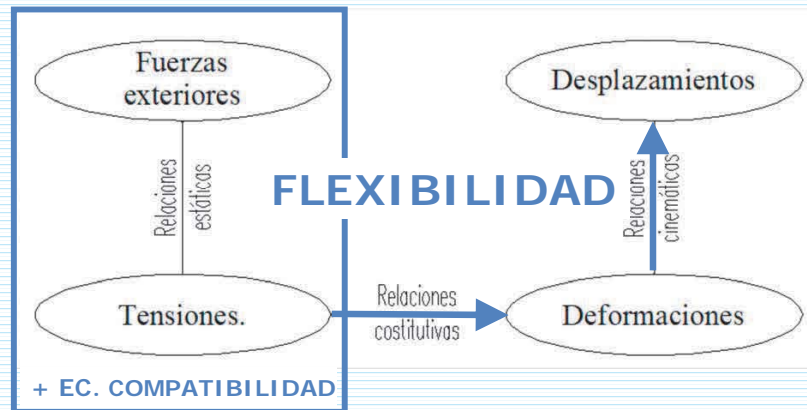 Fuerzas
exteriores
Desplazamientos
Relaciones
estáticas
FLEXIBILIDAD
Relaciones
cinemáticas
Tensiones.
Relaciones
costitutivas
Deformaciones
+ EC. COMPATIBILIDAD